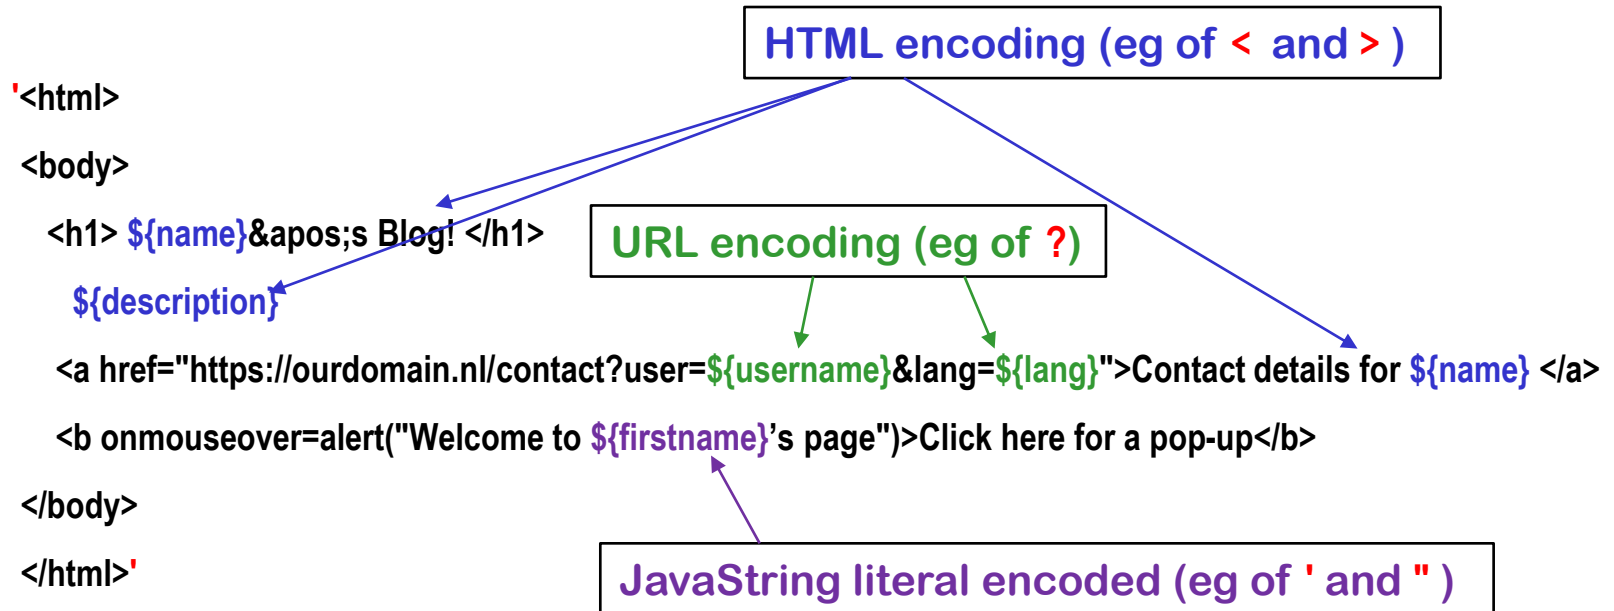 HTML encoding (eg of < and > )
'<html>
<body>
<h1> ${name}&apos;s Blog! </h1>
URL encoding (eg of ?)
${description}
<a href="https://ourdomain.nl/contact?user=${username}&lang=${lang}">Contact details for ${name} </a>
<b onmouseover=alert("Welcome to ${firstname}’s page")>Click here for a pop-up</b>
</body>
</html>'
JavaString literal encoded (eg of ' and " )